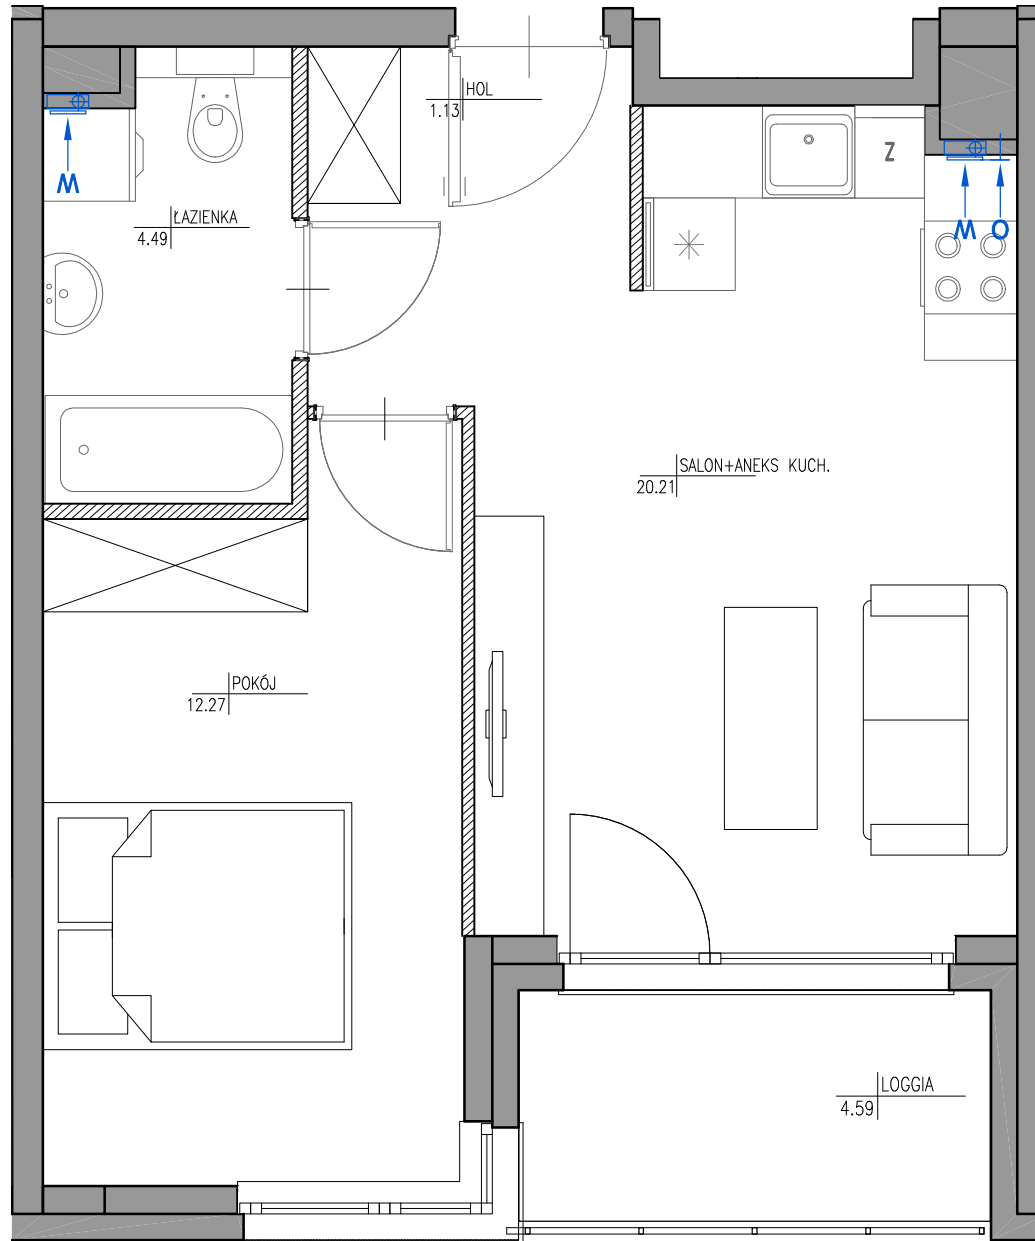 HOL
1.13
Z
W
ŁAZIENKA
4.49
W
O
SALON+ANEKS KUCH.
20.21
POKÓJ
12.27
LOGGIA
4.59